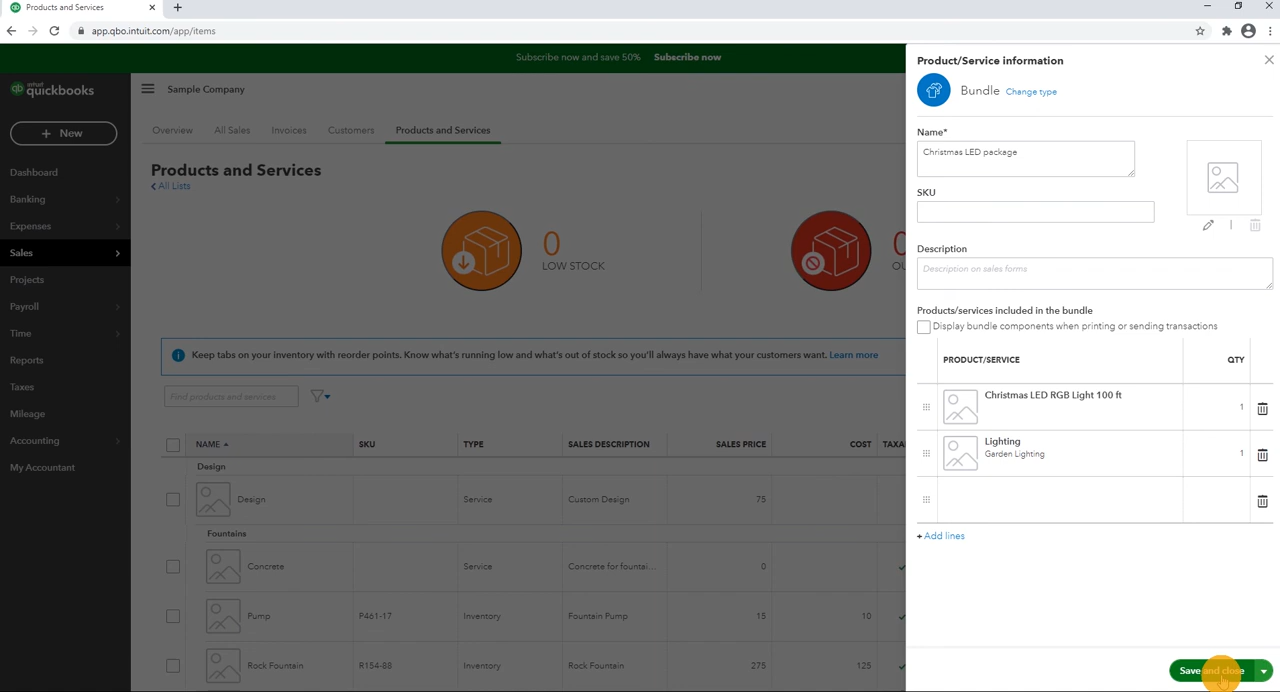 Products and Services
app.qbo.intuit.com/app/items
Subscribe now and save 50% Subscribe now
intuit quickbooks
+ New
Dashboard
Banking
Expenses
Sales
Projects
Payroll
Time
Reports
Taxes
Mileage
Accounting
My Accountant
Sample Company
Overview All Sales Invoices Customers Products and Services
Products and Services
All Lists
0
LOW STOCK
0
OU
Keep tabs on your inventory with reorder points. Know what's running low and what's out of stock so you'll always have what your customers want. Learn more
Find products and services
NAME SKU TYPE SALES DESCRIPTION SALES PRICE COST TAXA
Design
Design Service Custom Design 75
Fountains
Concrete Service Concrete for fountai... 0
Pump P461-17 Inventory Fountain Pump 15 10
Rock Fountain R154-88 Inventory Rock Fountain 275 125
Product/Service information
Bundle Change type
Name*
Christmas LED package
SKU
Description
Description on sales forms
Products/services included in the bundle
Display bundle components when printing or sending transactions
PRODUCT/SERVICE QTY
Christmas LED RGB Light 100 ft 1
Lighting
Garden Lighting 1
+ Add lines
Save and close